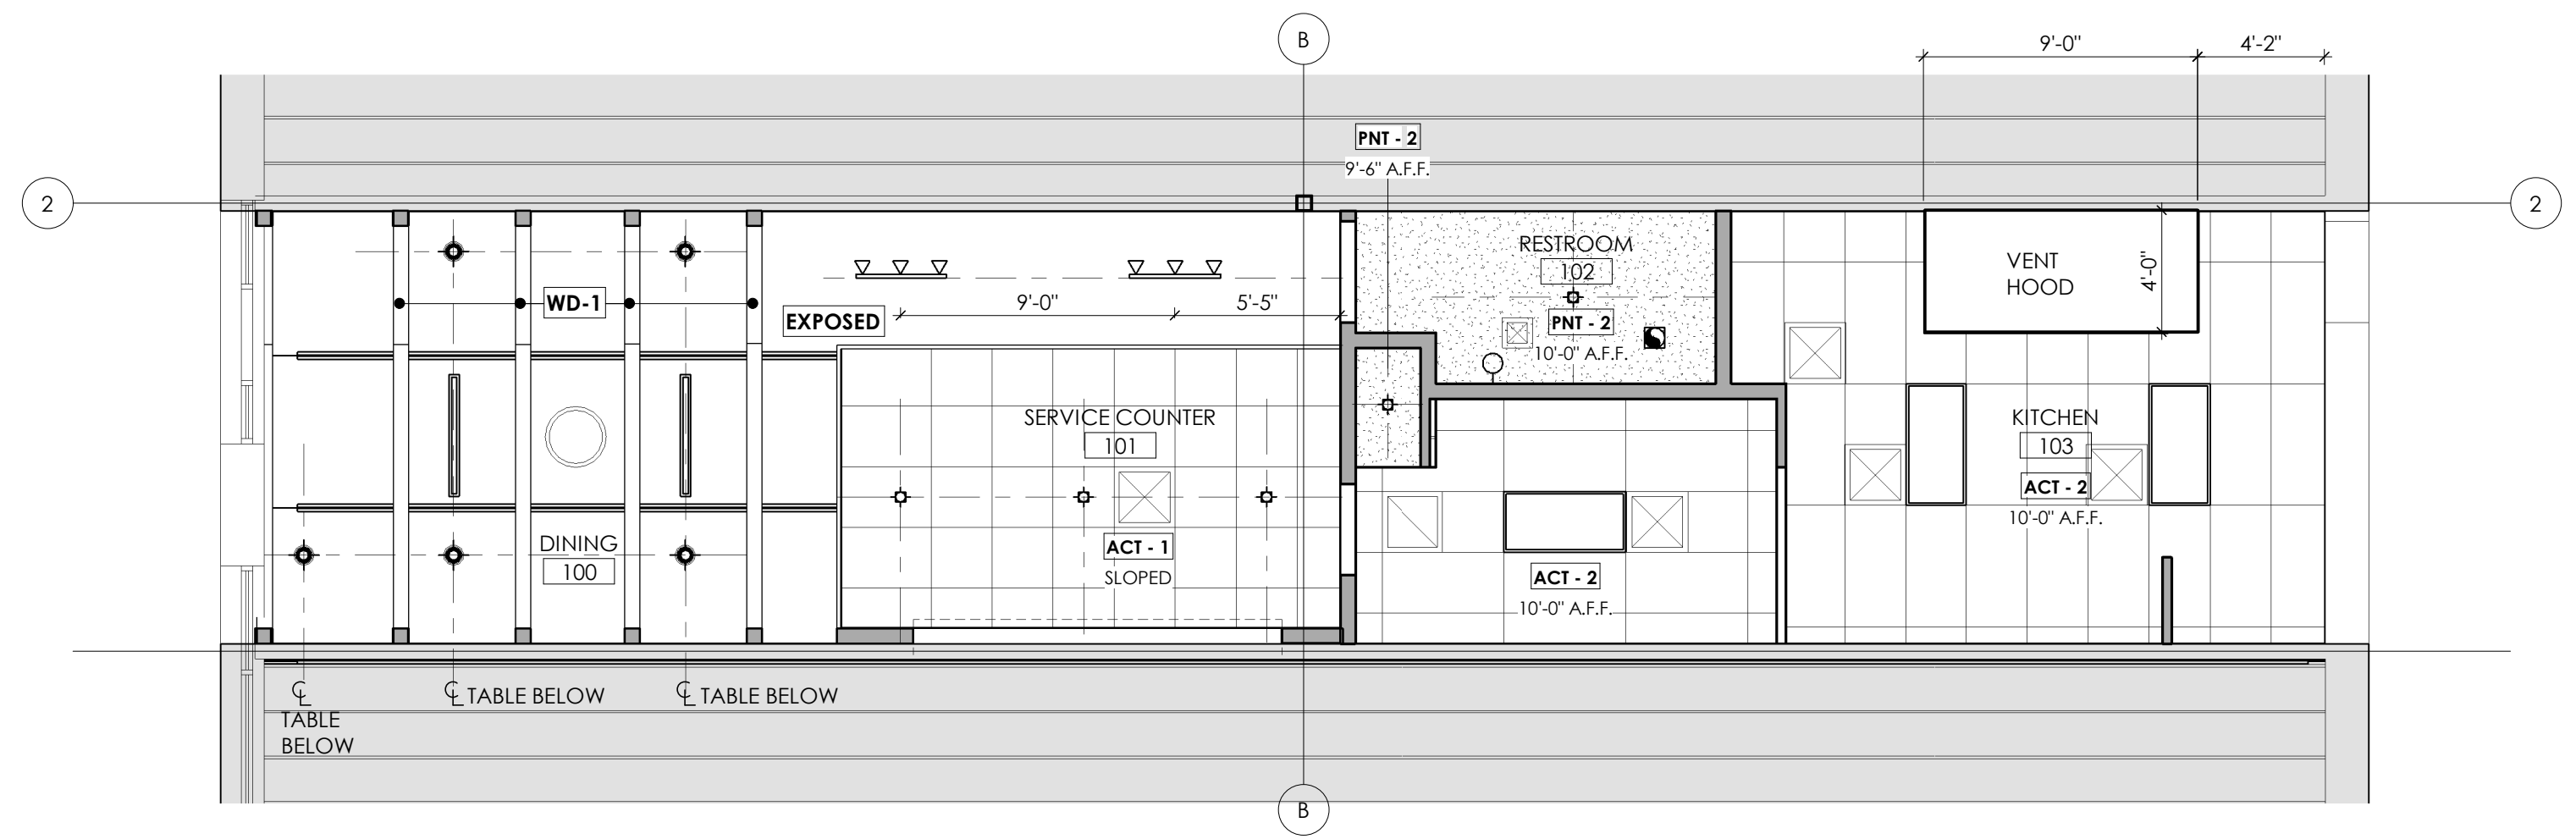 B
9'-0"
4'-2"
PNT - 2
9'-6" A.F.F.
2
2
RESTROOM
102
PNT - 2
10'-0" A.F.F.
VENT
HOOD
4'-0"
WD-1
EXPOSED
9'-0"
5'-5"
SERVICE COUNTER
101
ACT - 1
SLOPED
KITCHEN
103
ACT - 2
10'-0" A.F.F.
DINING
100
ACT - 2
10'-0" A.F.F.
℄
TABLE
BELOW
℄ TABLE BELOW
℄ TABLE BELOW
B